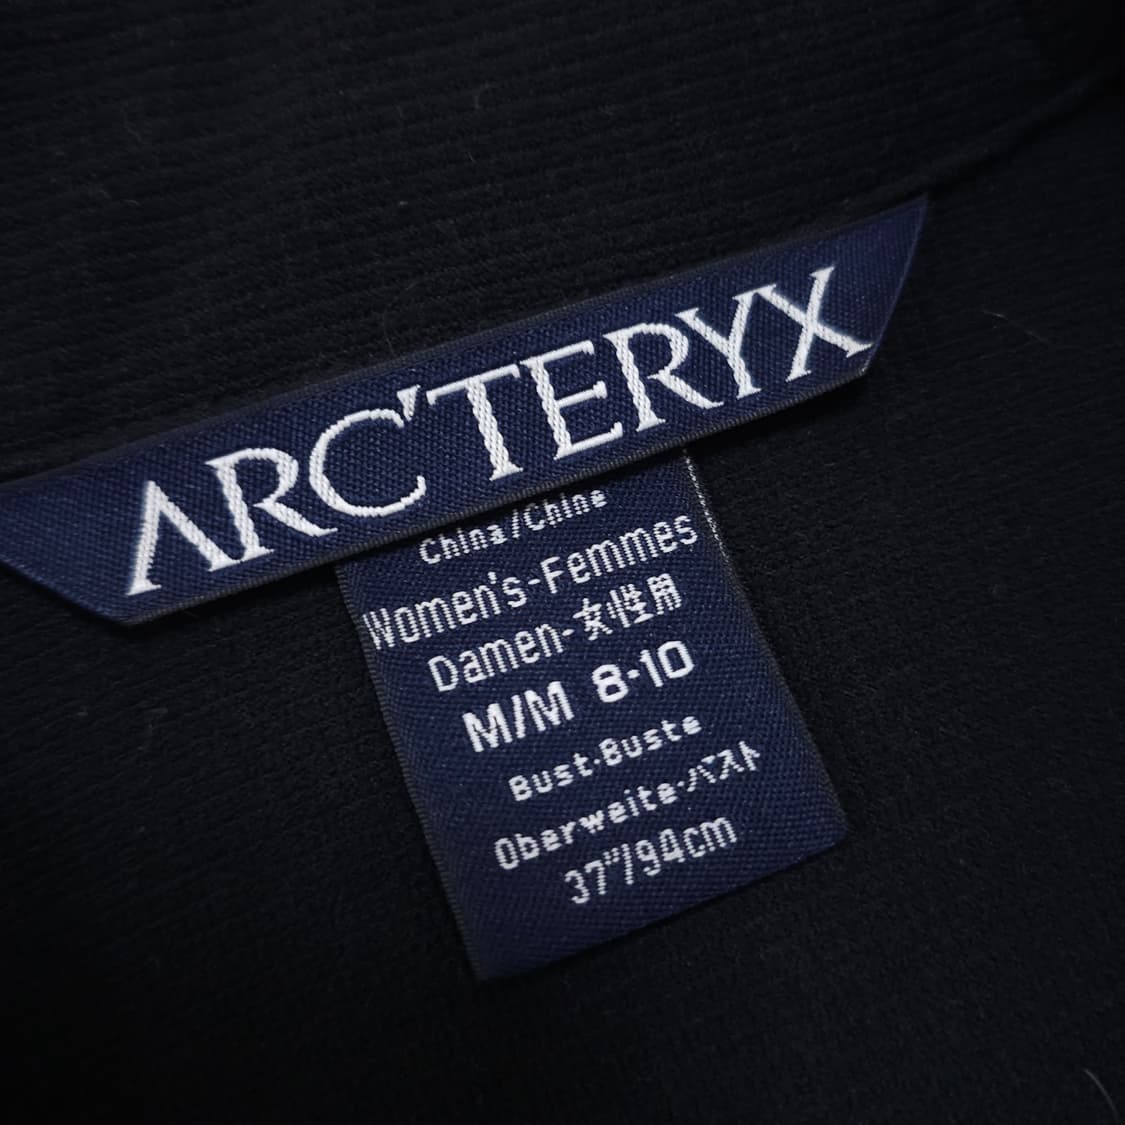 ARC'TERYX
China/Chine
Women's-Femmes
Damen-女性用
M/M 8-10
Bust-Buste
Oberweite-バスト
37"/94cm